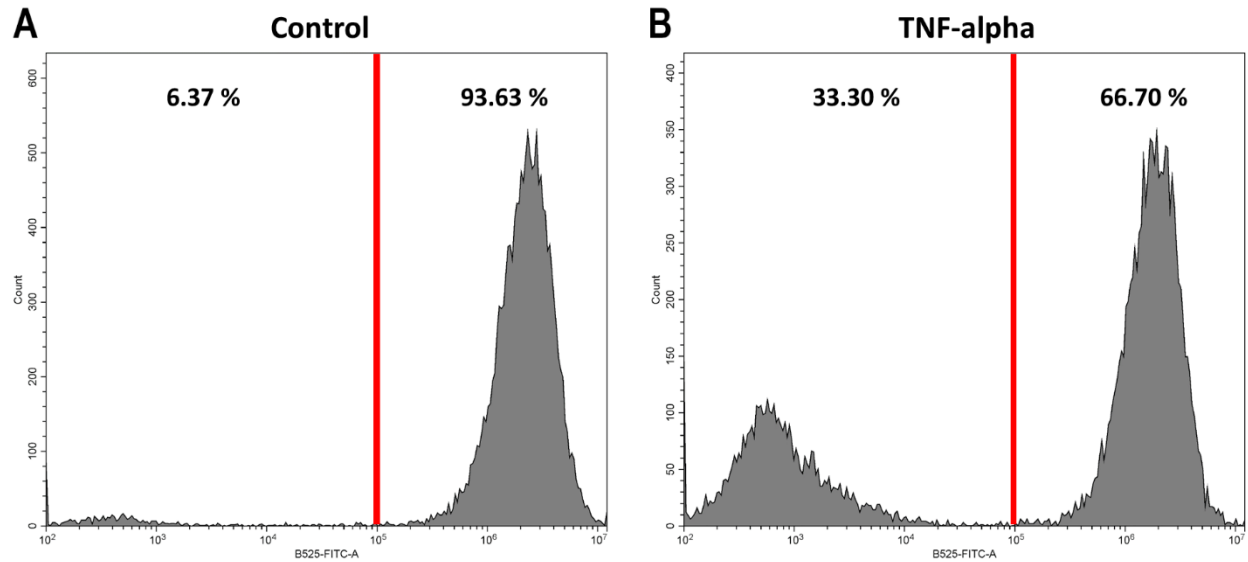 A
Control
600
500
400
300
200
100
0
Count
6.37 %
93.63 %
10² 10³ 10⁴ 10⁵ 10⁶ 10⁷
B525-FITC-A
B
TNF-alpha
400
350
300
250
200
150
100
50
0
Count
33.30 %
66.70 %
10² 10³ 10⁴ 10⁵ 10⁶ 10⁷
B525-FITC-A